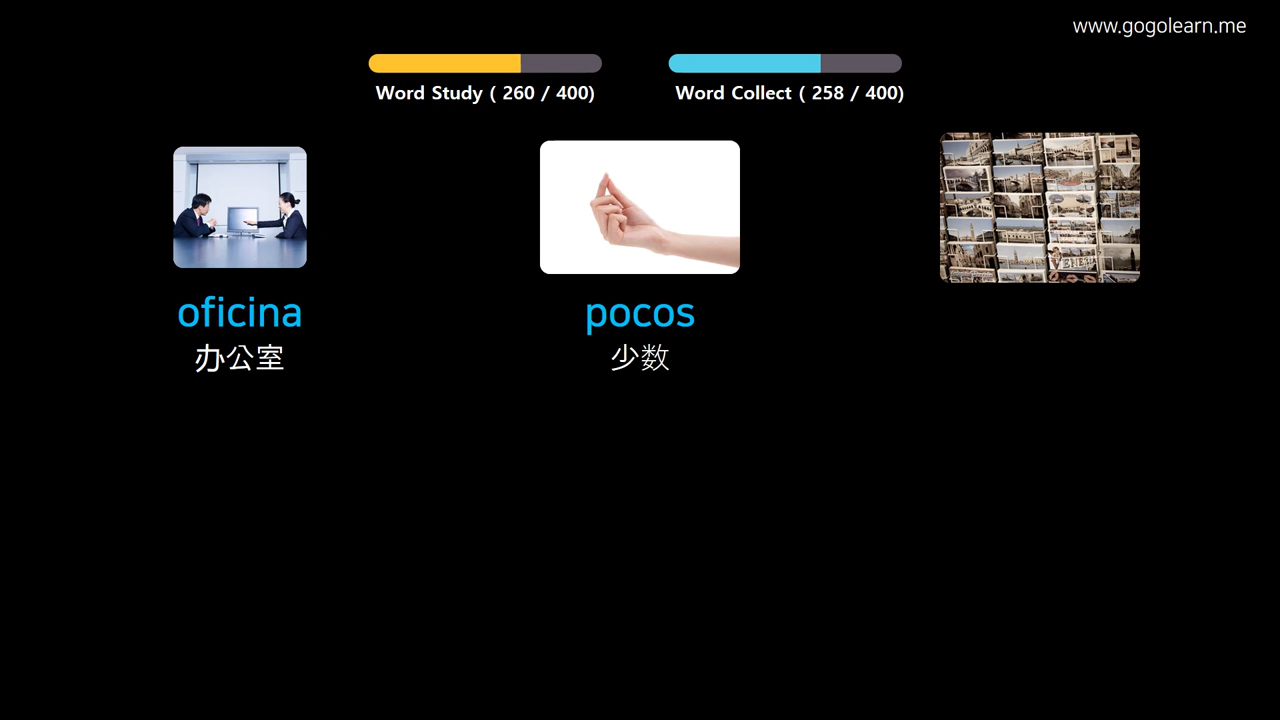 www.gogolearn.me
Word Study ( 260 / 400)
Word Collect ( 258 / 400)
oficina
办公室
pocos
少数